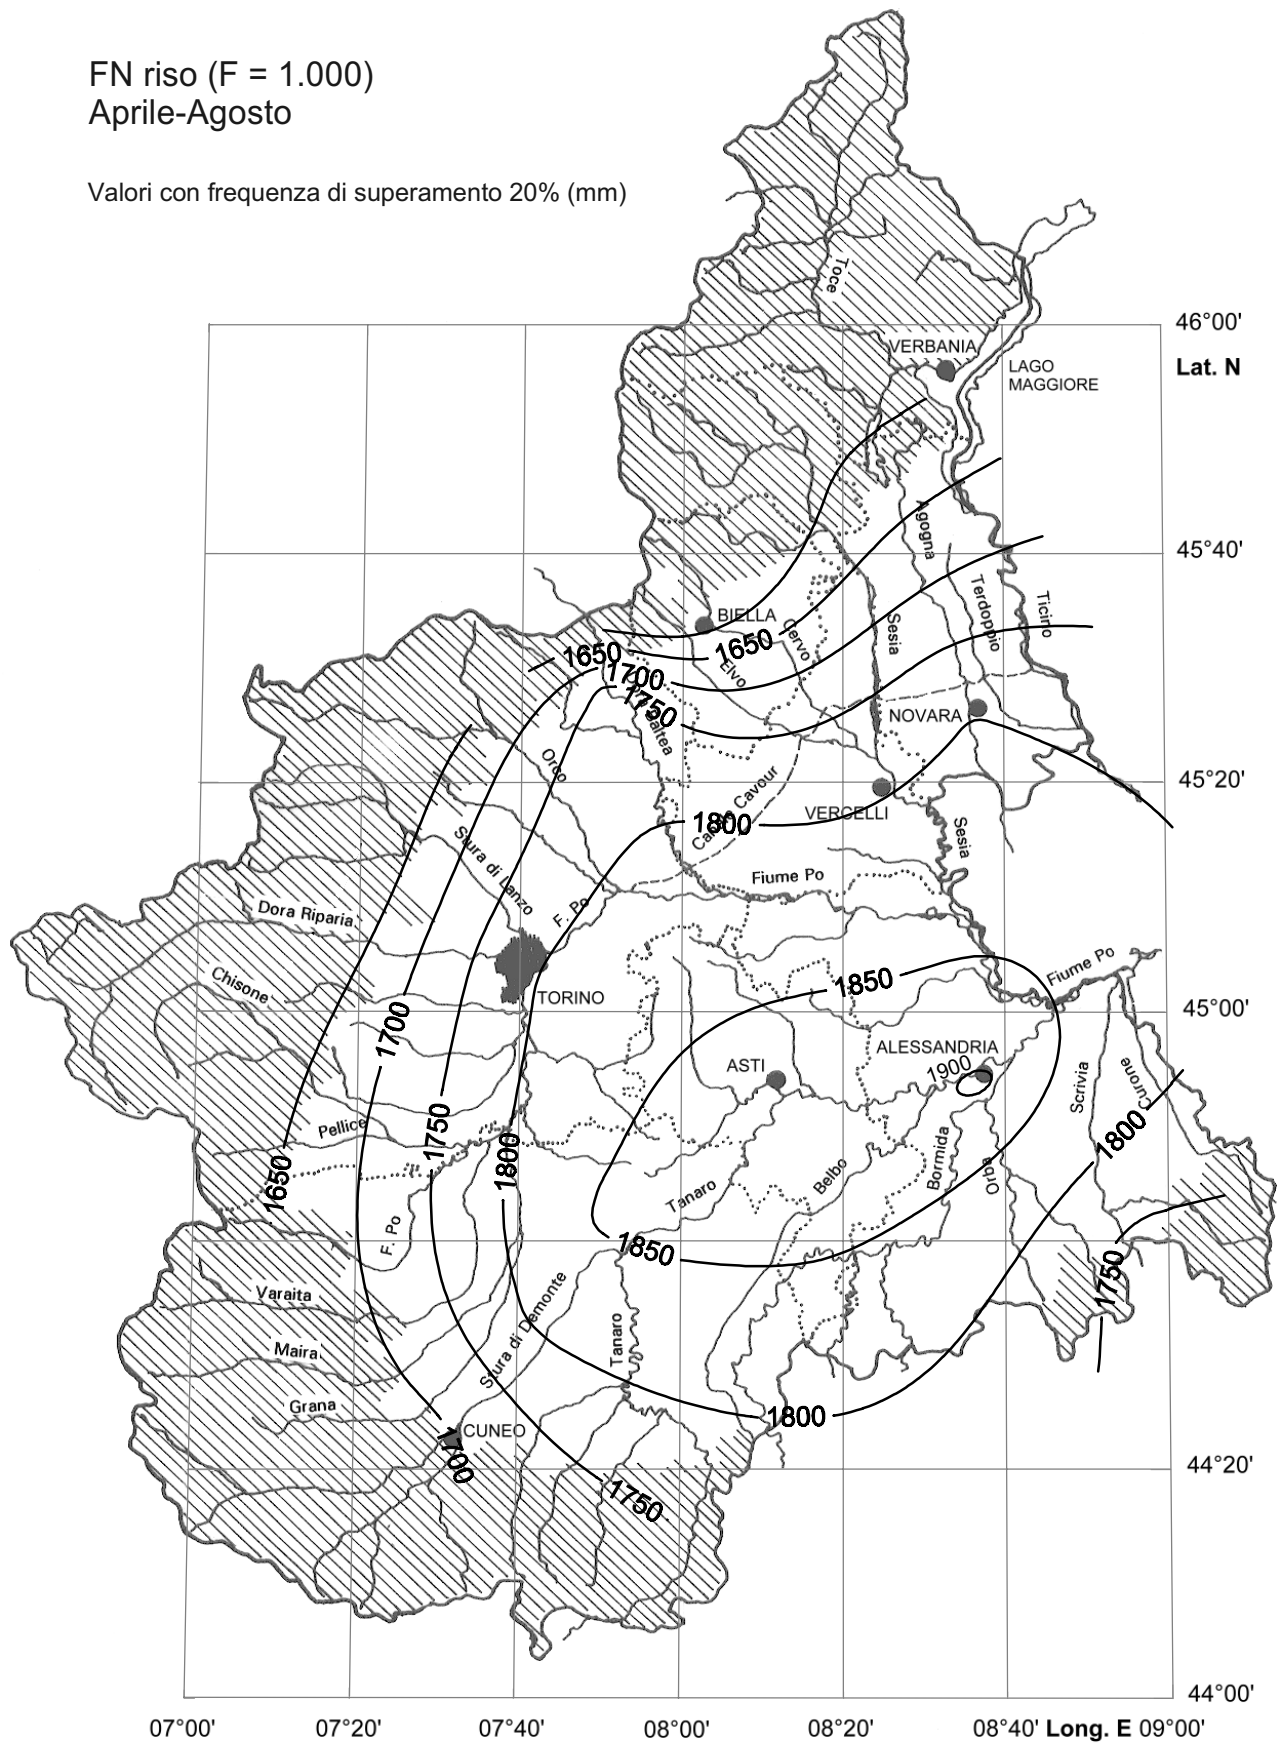 FN riso (F = 1.000)
Aprile-Agosto
Valori con frequenza di superamento 20% (mm)
Toce
46°00'
VERBANIA
Lat. N
LAGO
MAGGIORE
Agogna
45°40'
Terdoppio
Ticino
BIELLA
Sesia
Cervo
1650
1650
Elvo
1700
1750
Baltea
NOVARA
Orco
45°20'
Canale Cavour
VERCELLI
1800
Sesia
Stura di Lanzo
Fiume Po
Dora Riparia
F. Po
Fiume Po
Chisone
1850
TORINO
45°00'
1700
ALESSANDRIA
ASTI
1900
Scrivia
Curone
1750
Pellice
1800
1800
1650
Bormida
Orba
Belbo
Tanaro
F. Po
1850
1750
Varaita
Stura di Demonte
Tanaro
Maira
Grana
1800
CUNEO
1700
44°20'
1750
44°00'
07°00' 07°20' 07°40' 08°00' 08°20' 08°40' Long. E 09°00'